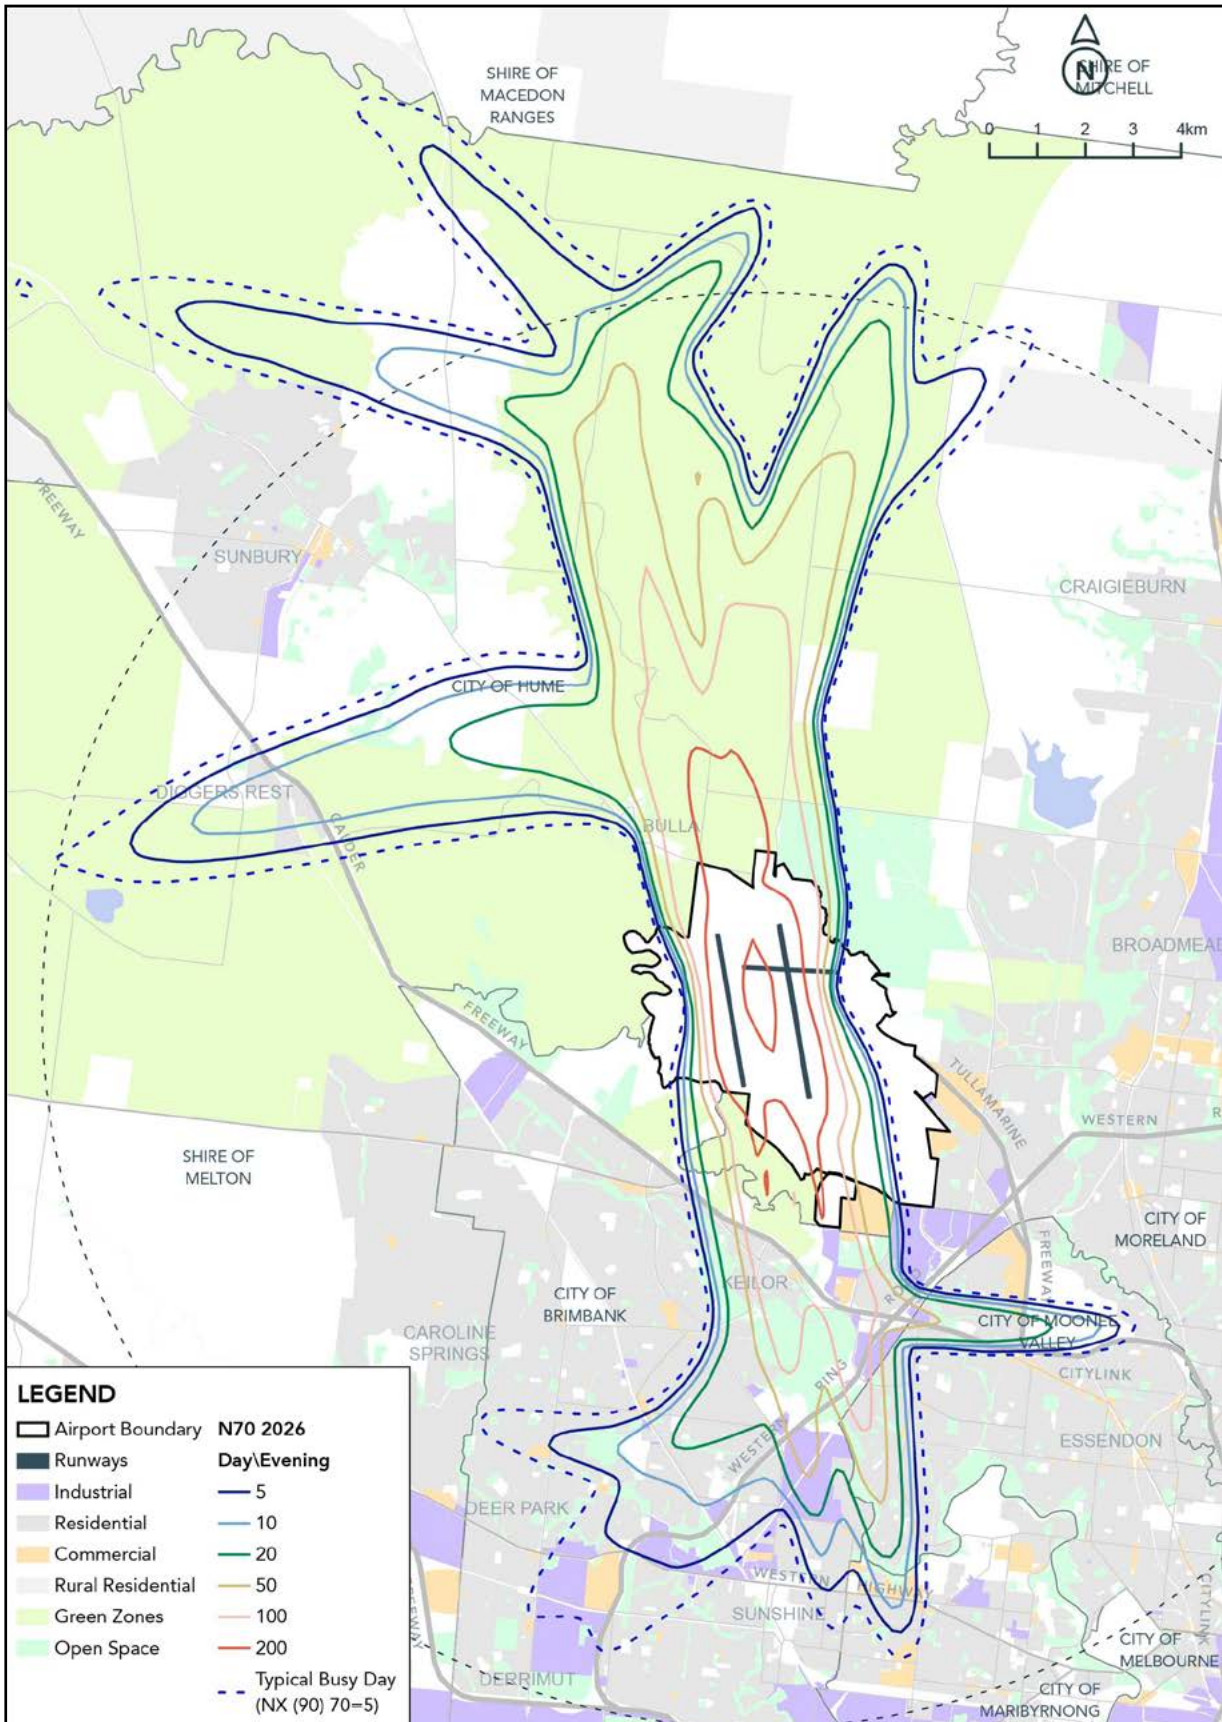 SHIRE OF
MACEDON
RANGES
N
SHIRE OF
MITCHELL
0 1 2 3 4km
FREEWAY
SUNBURY
CRAIGIEBURN
CITY OF HUME
DIGGERS REST
CALDER
BULLA
BROADMEAD
FREEWAY
TULLAMARINE
WESTERN
R
SHIRE OF
MELTON
CITY OF
MORELAND
FREEWAY
KEILOR
ROAD
CITY OF
BRIMBANK
CITY OF MOONEE
VALLEY
CAROLINE
SPRINGS
CITYLINK
RING
WESTERN
ESSENDON
DEER PARK
WESTERN
HIGHWAY
SUNSHINE
CITYLINK
FREEWAY
CITY OF
MELBOURNE
DERRIMUT
CITY OF
MARIBYRNONG
LEGEND
Airport Boundary
Runways
Industrial
Residential
Commercial
Rural Residential
Green Zones
Open Space
N70 2026
Day\Evening
5
10
20
50
100
200
Typical Busy Day
(NX (90) 70=5)